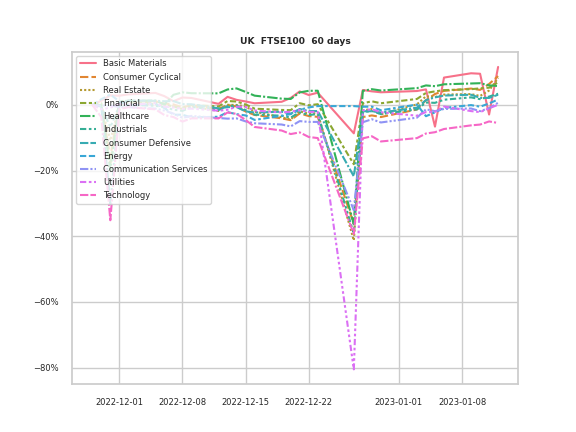 UK FTSE100 60 days
Basic Materials
Consumer Cyclical
Real Estate
Financial
Healthcare
Industrials
Consumer Defensive
Energy
Communication Services
Utilities
Technology
0%
−20%
−40%
−60%
−80%
2022-12-01 2022-12-08 2022-12-15 2022-12-22 2023-01-01 2023-01-08